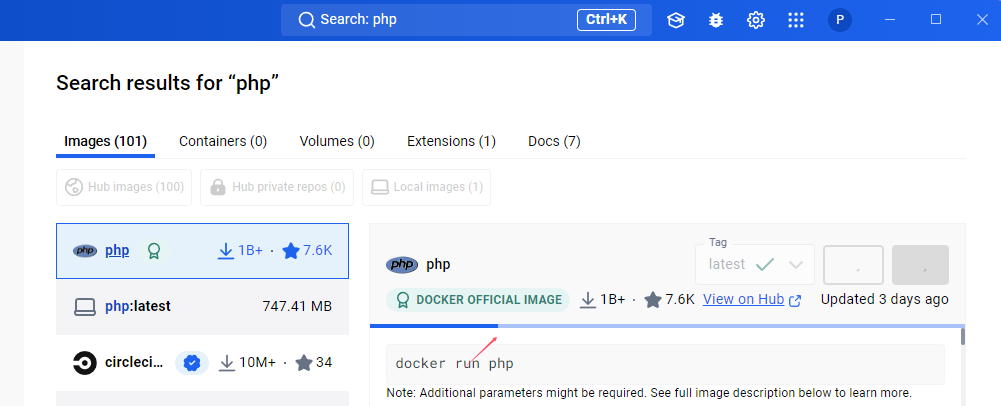 Search: php Ctrl+K P
Search results for “php”
Images (101) Containers (0) Volumes (0) Extensions (1) Docs (7)
Hub images (100) Hub private repos (0) Local images (1)
php php 1B+ · 7.6K
php:latest 747.41 MB
circleci... 10M+ · 34
php php
Tag
latest
DOCKER OFFICIAL IMAGE 1B+ · 7.6K View on Hub Updated 3 days ago
docker run php
Note: Additional parameters might be required. See full image description below to learn more.